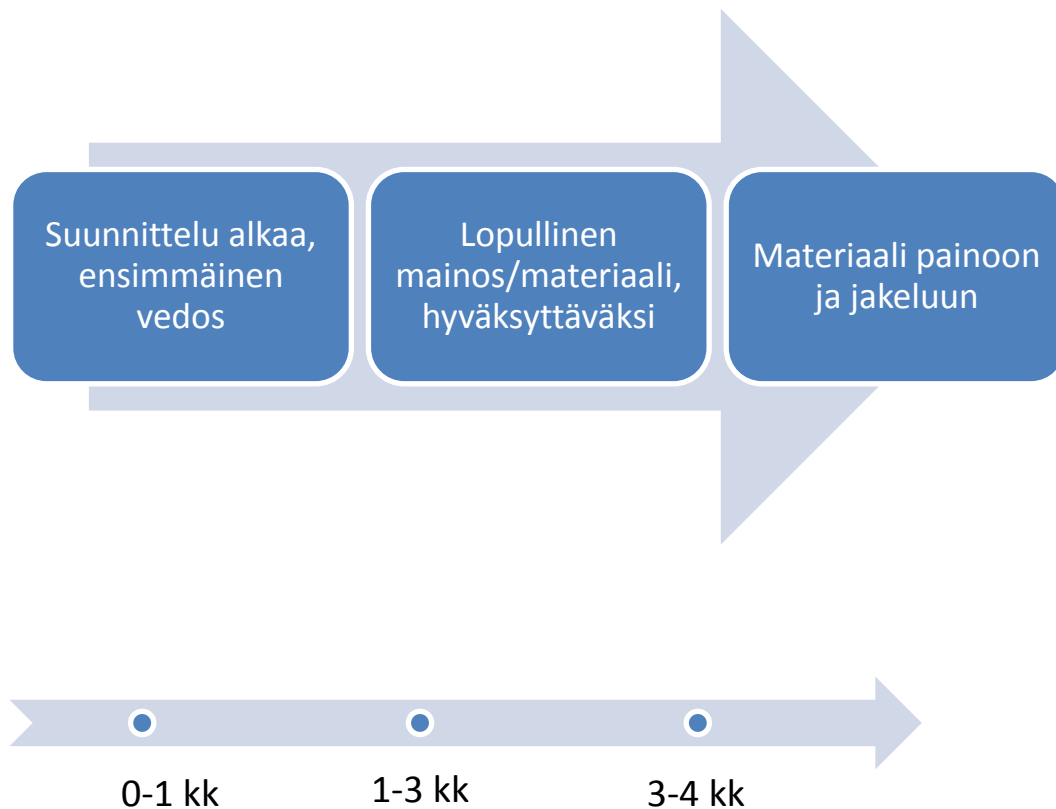 Suunnittelu alkaa,
ensimmäinen
vedos
Lopullinen
mainos/materiaali,
hyväksyttäväksi
Materiaali painoon
ja jakeluun
0-1 kk
1-3 kk
3-4 kk